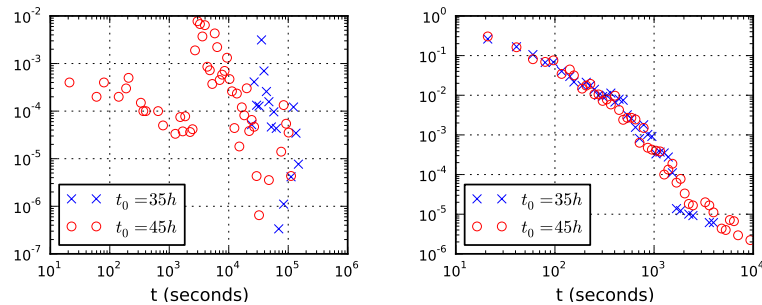 10^-2
10^-3
10^-4
10^-5
10^-6
10^-7
10^1 10^2 10^3 10^4 10^5 10^6
t (seconds)
t_0 = 35h
t_0 = 45h
10^0
10^-1
10^-2
10^-3
10^-4
10^-5
10^-6
10^1 10^2 10^3 10^4
t (seconds)
t_0 = 35h
t_0 = 45h